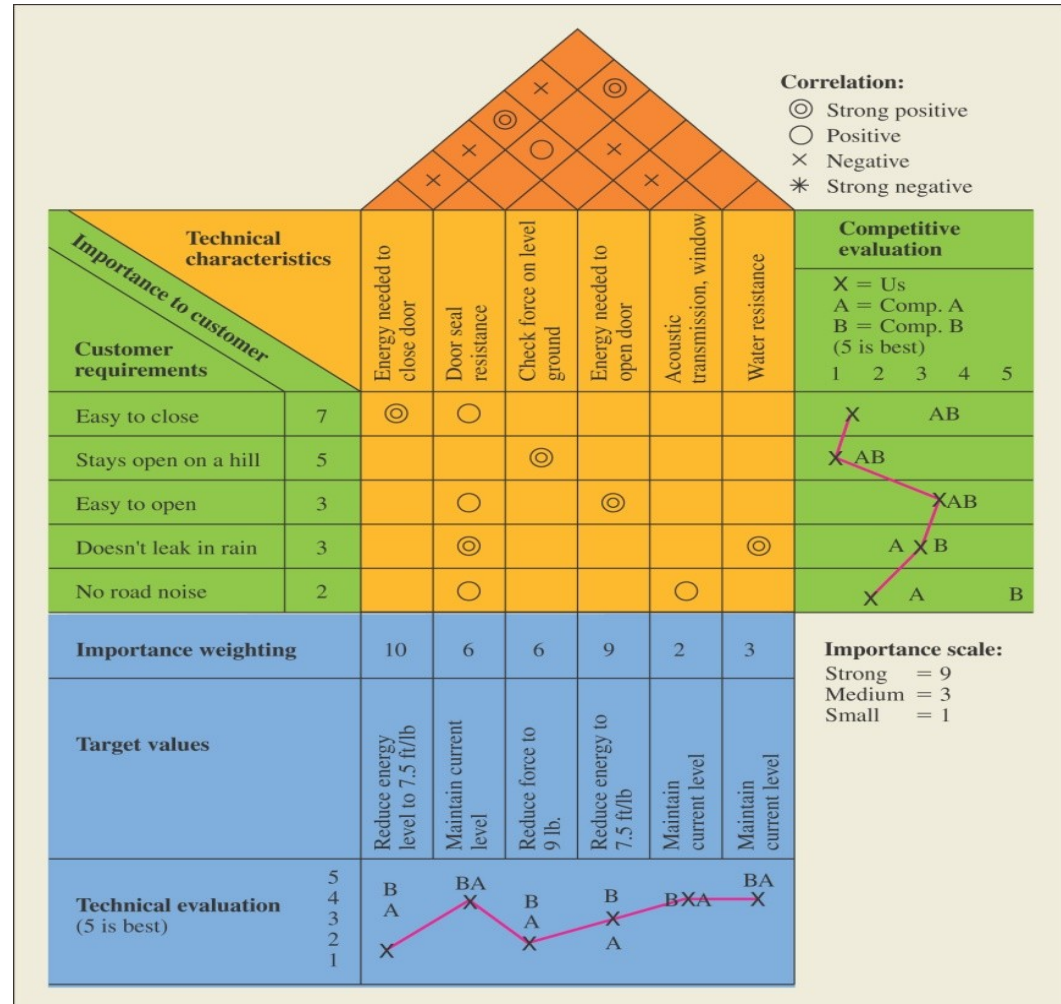 Correlation:
◎ Strong positive
○ Positive
× Negative
✳ Strong negative
Technical
characteristics
Importance to customer
Customer
requirements
Energy needed to
close door
Door seal
resistance
Check force on level
ground
Energy needed to
open door
Acoustic
transmission, window
Water resistance
Competitive
evaluation
X = Us
A = Comp. A
B = Comp. B
(5 is best)
1 2 3 4 5
Easy to close 7 ◎ ○ X AB
Stays open on a hill 5 ◎ X AB
Easy to open 3 ○ ◎ X AB
Doesn't leak in rain 3 ◎ ◎ A X B
No road noise 2 ○ ○ X A B
Importance weighting 10 6 6 9 2 3
Importance scale:
Strong = 9
Medium = 3
Small = 1
Target values
Reduce energy
level to 7.5 ft/lb
Maintain current
level
Reduce force to
9 lb.
Reduce energy to
7.5 ft/lb
Maintain
current level
Maintain
current level
Technical evaluation
(5 is best)
5
4
3
2
1
B
A
X
BA
X
B
A
X
B
X
A
BXA
BA
X